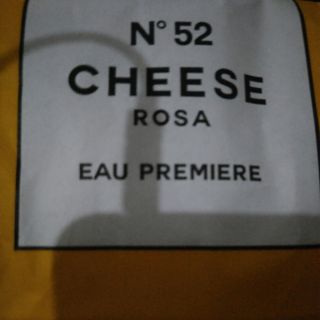 N° 52
CHEESE
ROSA
EAU PREMIERE